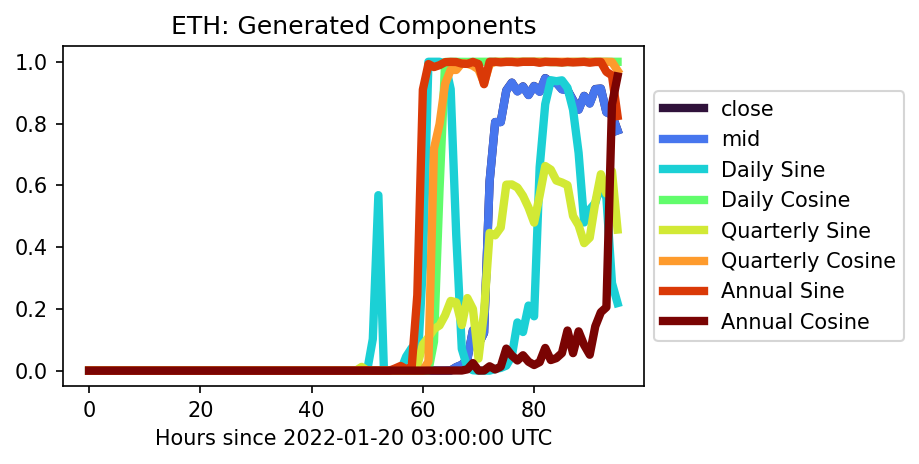 ETH: Generated Components
1.0
0.8
0.6
0.4
0.2
0.0
0
20
40
60
80
Hours since 2022-01-20 03:00:00 UTC
close
mid
Daily Sine
Daily Cosine
Quarterly Sine
Quarterly Cosine
Annual Sine
Annual Cosine